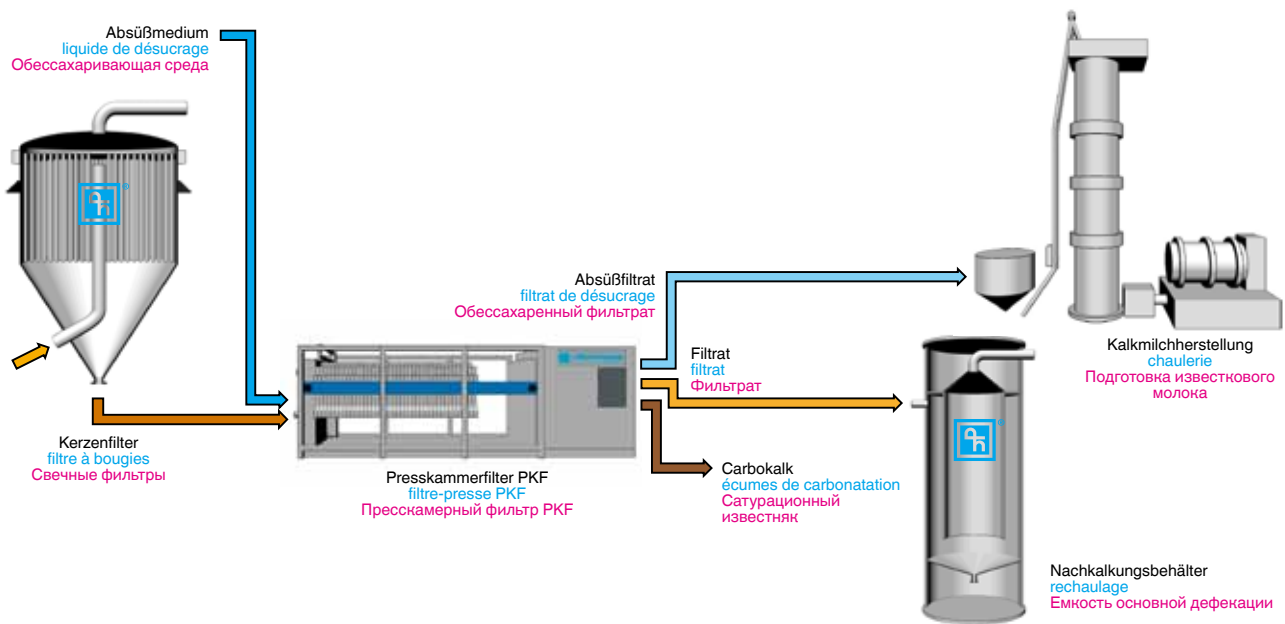 Absüßmedium
liquide de désucrage
Обессахаривающая среда
Absüßfiltrat
filtrat de désucrage
Обессахаренный фильтрат
Filtrat
filtrat
Фильтрат
Kalkmilchherstellung
chaulerie
Подготовка известкового
молока
Kerzenfilter
filtre à bougies
Свечные фильтры
Presskammerfilter PKF
filtre-presse PKF
Пресскамерный фильтр PKF
Carbokalk
écumes de carbonatation
Сатурационный
известняк
Nachkalkungsbehälter
rechaulage
Емкость основной дефекации